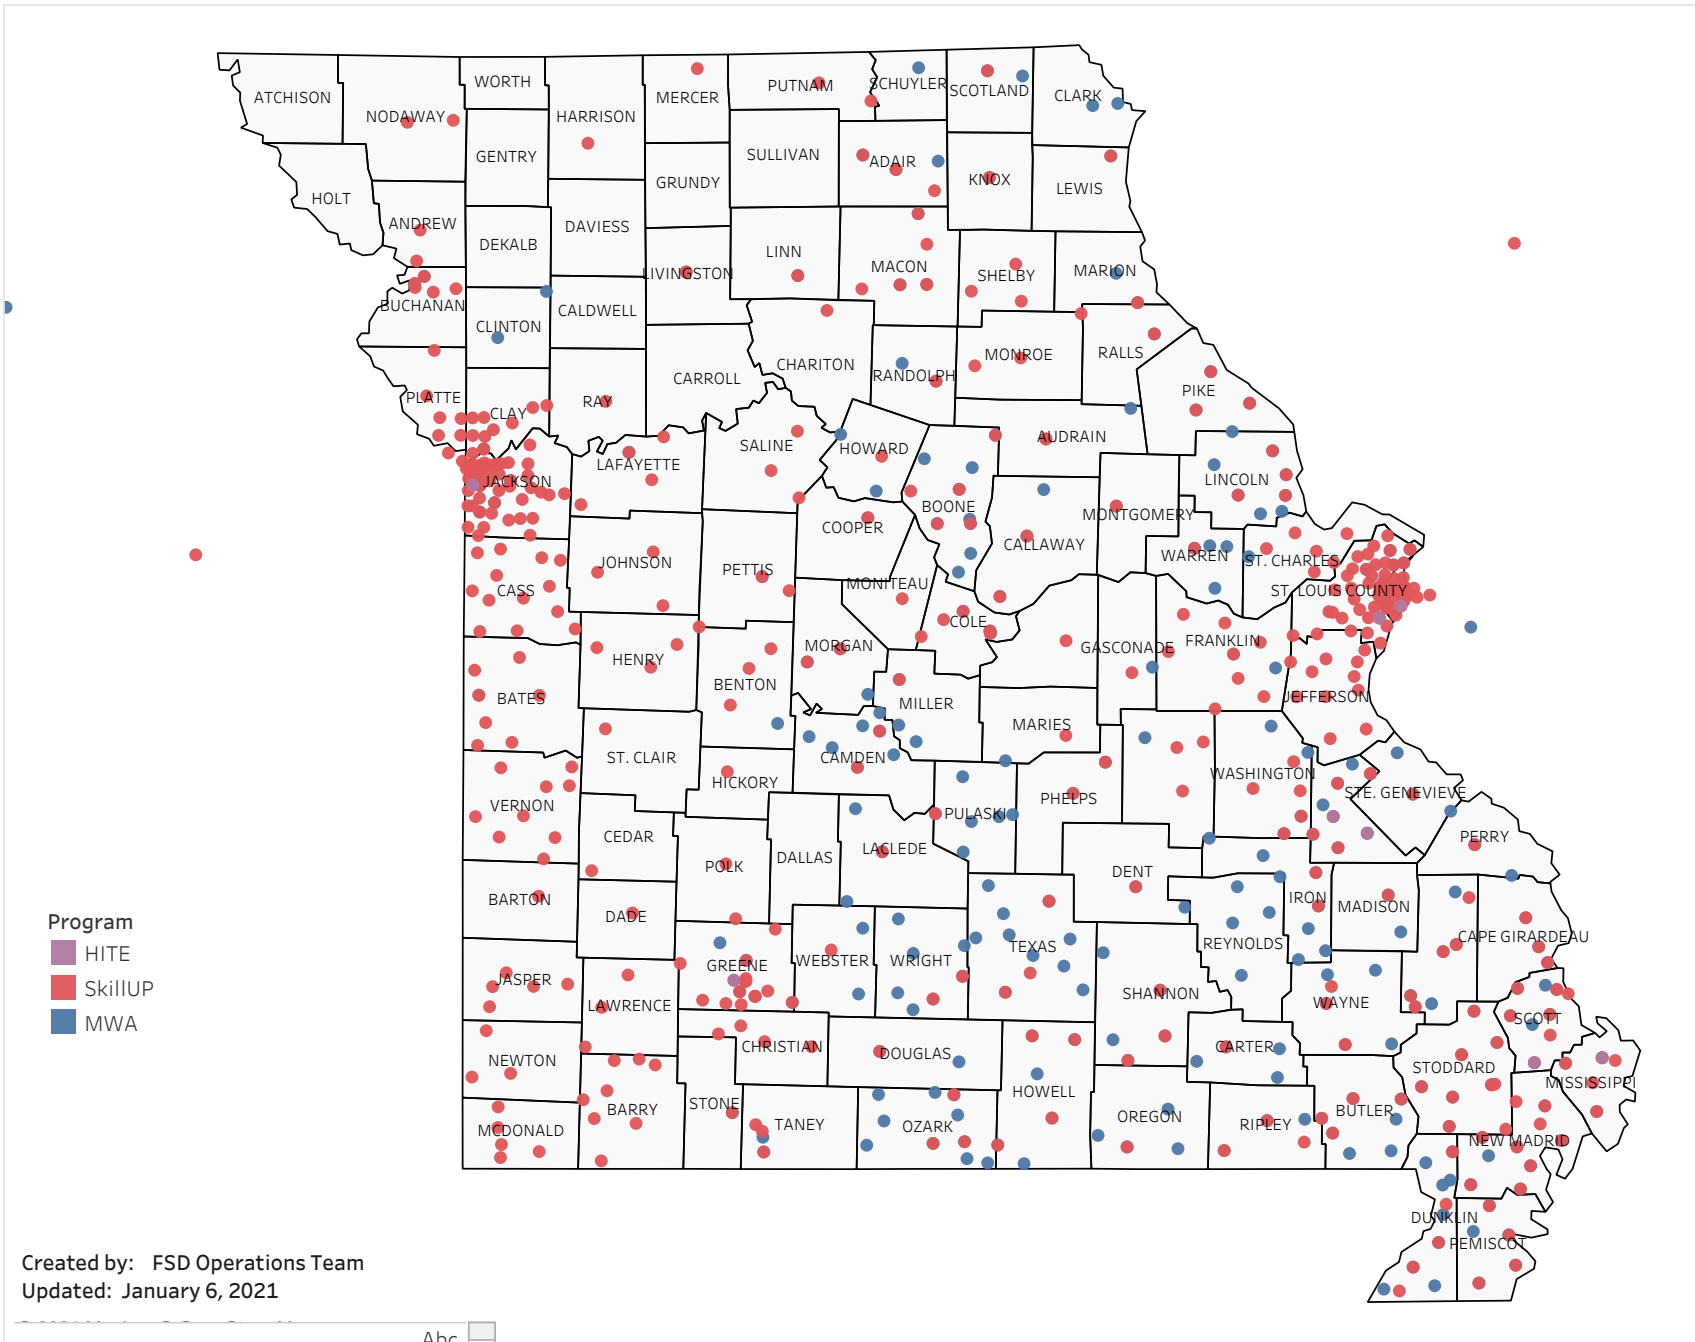 WORTH
ATCHISON
MERCER
PUTNAM
SCHUYLER
SCOTLAND
CLARK
NODAWAY
HARRISON
GENTRY
SULLIVAN
ADAIR
KNOX
LEWIS
GRUNDY
HOLT
ANDREW
DAVIESS
DEKALB
LINN
MACON
SHELBY
MARION
LIVINGSTON
BUCHANAN
CLINTON
CALDWELL
CHARITON
RANDOLPH
MONROE
RALLS
CARROLL
PIKE
PLATTE
CLAY
RAY
SALINE
HOWARD
AUDRAIN
LAFAYETTE
JACKSON
LINCOLN
BOONE
MONTGOMERY
COOPER
CALLAWAY
WARREN
ST. CHARLES
JOHNSON
PETTIS
MONITEAU
CASS
ST. LOUIS COUNTY
COLE
MORGAN
GASCONADE
FRANKLIN
HENRY
BENTON
BATES
MILLER
JEFFERSON
MARIES
ST. CLAIR
CAMDEN
HICKORY
WASHINGTON
STE. GENEVIEVE
VERNON
PULASKI
PHELPS
CEDAR
DALLAS
LACLEDE
PERRY
POLK
DENT
BARTON
DADE
IRON
MADISON
REYNOLDS
CAPE GIRARDEAU
TEXAS
GREENE
WEBSTER
WRIGHT
JASPER
LAWRENCE
SHANNON
WAYNE
SCOTT
NEWTON
CHRISTIAN
DOUGLAS
CARTER
STODDARD
MISSISSIPPI
HOWELL
BARRY
STONE
TANEY
OZARK
OREGON
RIPLEY
BUTLER
MCDONALD
NEW MADRID
DUNKLIN
PEMISCOT
Program
HITE
SkillUP
MWA
Created by: FSD Operations Team
Updated: January 6, 2021
Abc